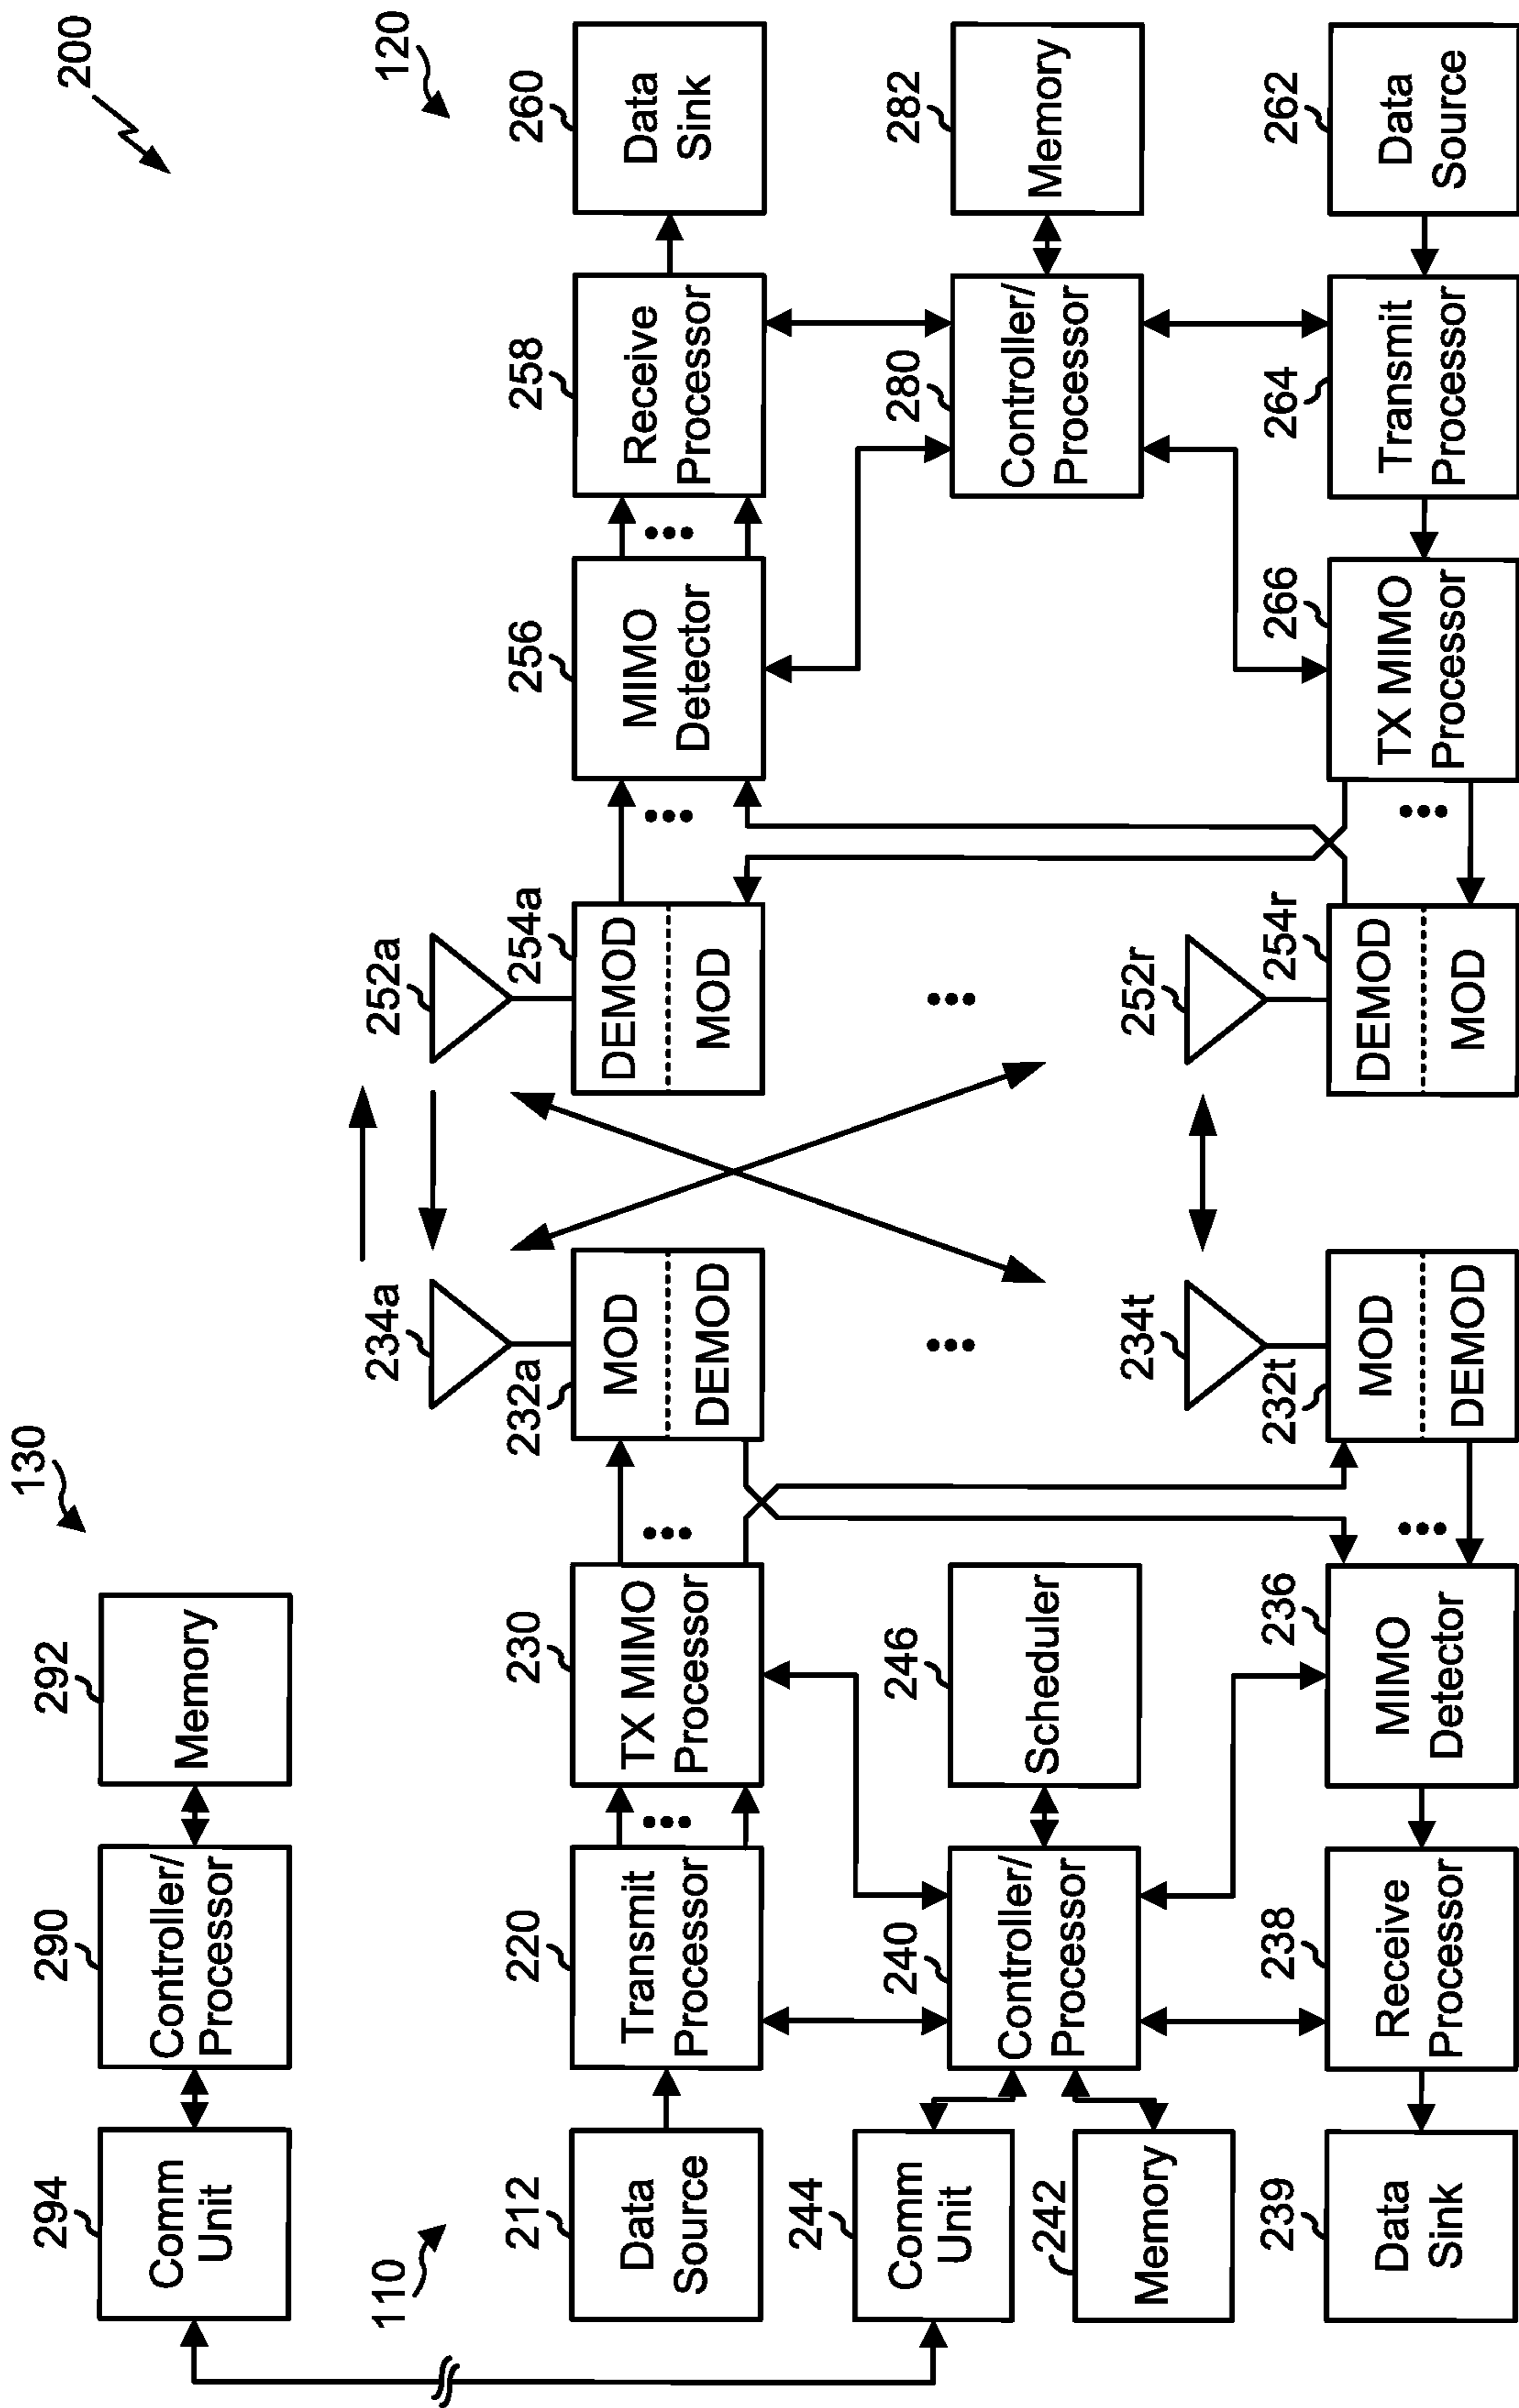 200
130
120
294
Comm
Unit
290
Controller/
Processor
292
Memory
110
212
Data
Source
220
Transmit
Processor
230
TX MIMO
Processor
232a
MOD
DEMOD
234a
252a
254a
DEMOD
MOD
256
MIMO
Detector
258
Receive
Processor
260
Data
Sink
244
Comm
Unit
242
Memory
240
Controller/
Processor
246
Scheduler
280
Controller/
Processor
282
Memory
239
Data
Sink
238
Receive
Processor
236
MIMO
Detector
232t
MOD
DEMOD
234t
252r
254r
DEMOD
MOD
266
TX MIMO
Processor
264
Transmit
Processor
262
Data
Source